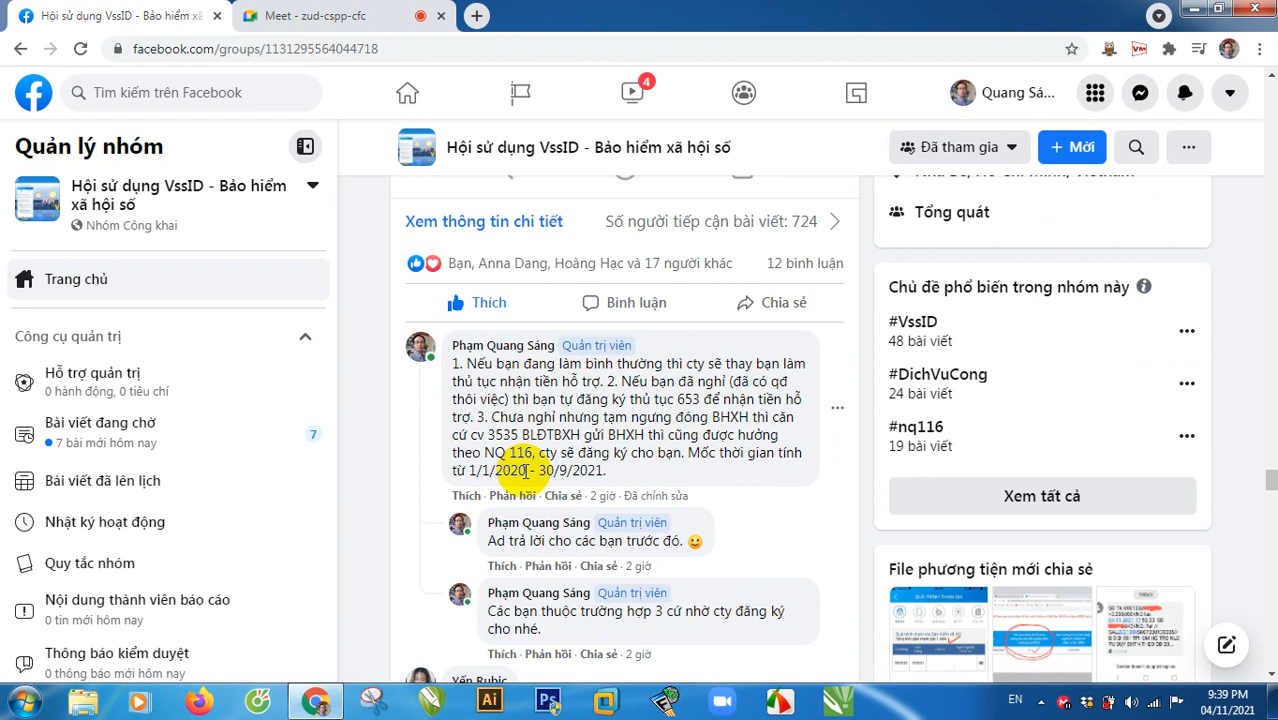 Hội sử dụng VssID - Bảo hiểm xã
Meet - zud-cspp-cfc
facebook.com/groups/1131295564044718
VM
Tìm kiếm trên Facebook
4
Quang Sá...
Quản lý nhóm
Hội sử dụng VssID - Bảo hiểm xã hội số
Đã tham gia
+ Mới
Hội sử dụng VssID - Bảo hiểm
xã hội số
Nhóm Công khai
Trang chủ
Công cụ quản trị
Hỗ trợ quản trị
0 hành động, 0 tiêu chí
Bài viết đang chờ
7 bài mới hôm nay
7
Bài viết đã lên lịch
Nhật ký hoạt động
Quy tắc nhóm
Nội dung thành viên báo cáo
0 tin mới hôm nay
Thông báo kiểm duyệt
0 tin mới hôm nay
Xem thông tin chi tiết
Số người tiếp cận bài viết: 724
Bạn, Anna Dang, Hoàng Hạc và 17 người khác
12 bình luận
Thích
Bình luận
Chia sẻ
Phạm Quang Sáng Quản trị viên
1. Nếu bạn đang làm bình thường thì cty sẽ thay bạn làm
thủ tục nhận tiền hỗ trợ. 2. Nếu bạn đã nghỉ (đã có qđ
thôi việc) thì bạn tự đăng ký thủ tục 653 để nhận tiền hỗ
trợ. 3. Chưa nghỉ nhưng tạm ngưng đóng BHXH thì căn
cứ cv 3535 BLĐTBXH gửi BHXH thì cũng được hưởng
theo NQ 116, cty sẽ đăng ký cho bạn. Mốc thời gian tính
từ 1/1/2020 - 30/9/2021.
Thích · Phản hồi · Chia sẻ · 2 giờ · Đã chỉnh sửa
Phạm Quang Sáng Quản trị viên
Ad trả lời cho các bạn trước đó.
Thích · Phản hồi · Chia sẻ · 2 giờ
Phạm Quang Sáng Quản trị viên
Các bạn thuộc trường hợp 3 cứ nhờ cty đăng ký
cho nhé.
Thích · Phản hồi · Chia sẻ · 2 giờ
Yến Rubic
Nhà Bè, Hồ Chí Minh, Vietnam
Tổng quát
Chủ đề phổ biến trong nhóm này
#VssID
48 bài viết
#DichVuCong
24 bài viết
#nq116
19 bài viết
Xem tất cả
File phương tiện mới chia sẻ
EN
9:39 PM
04/11/2021